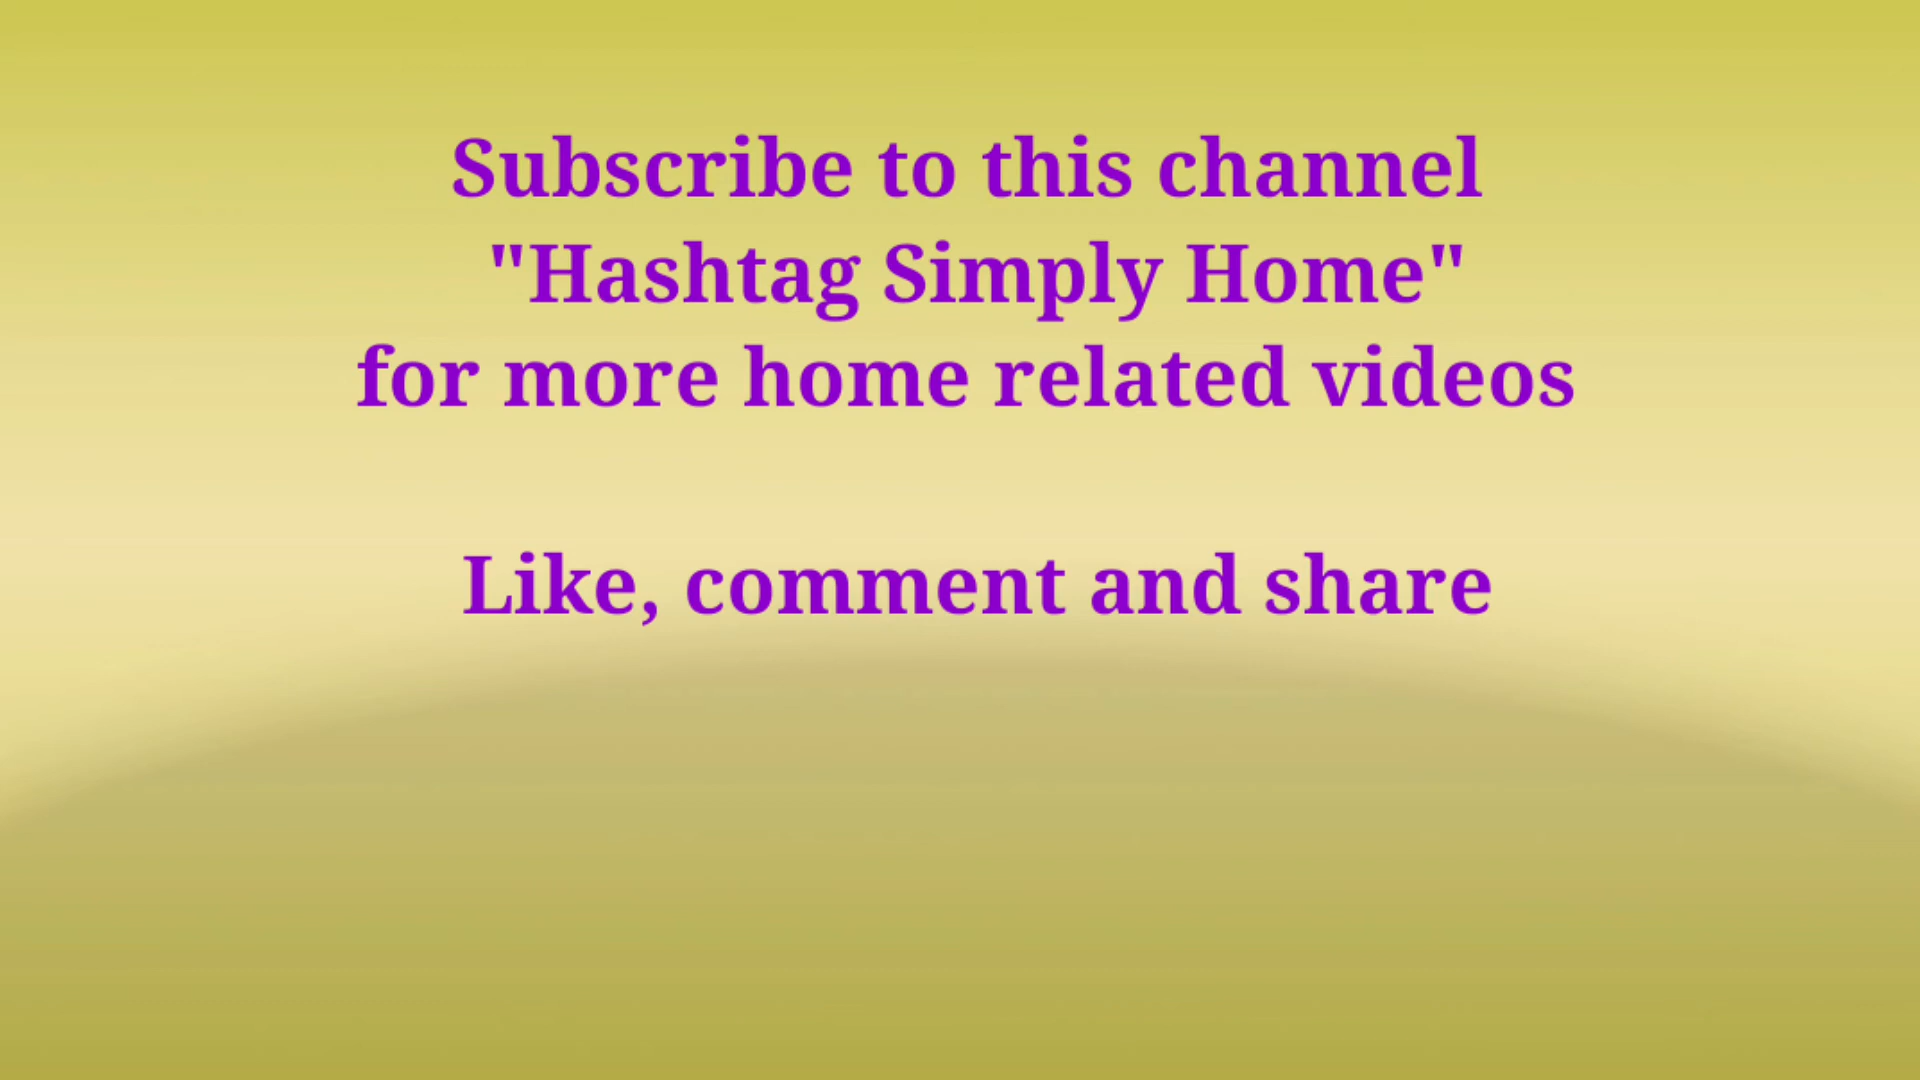 Subscribe to this channel
"Hashtag Simply Home"
for more home related videos
Like, comment and share